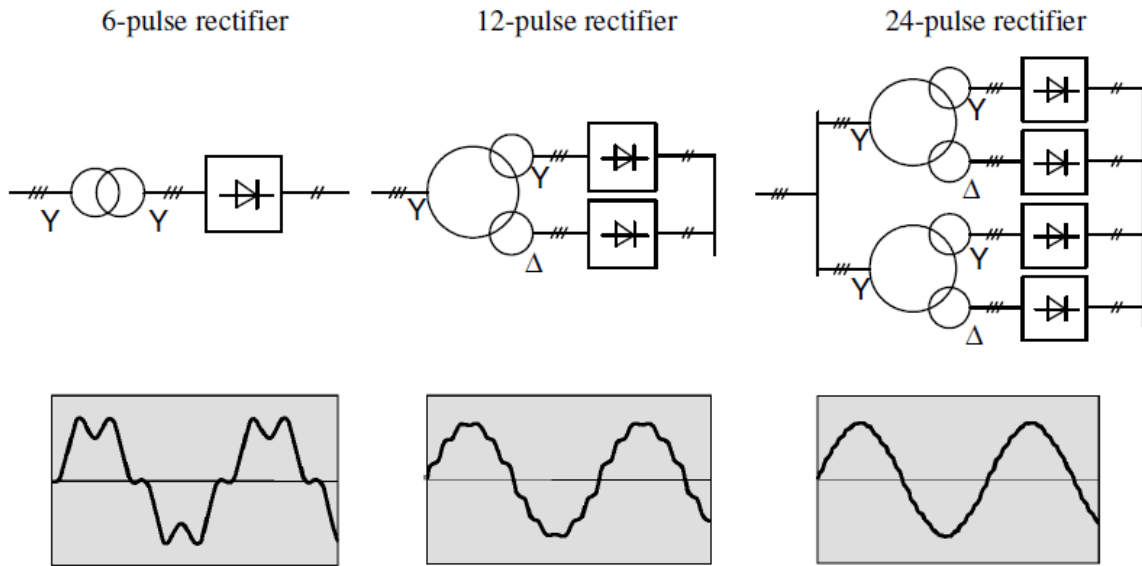 6-pulse rectifier
12-pulse rectifier
24-pulse rectifier
Y
Y
Y
Y
Δ
Y
Y
Δ
Y
Y
Δ